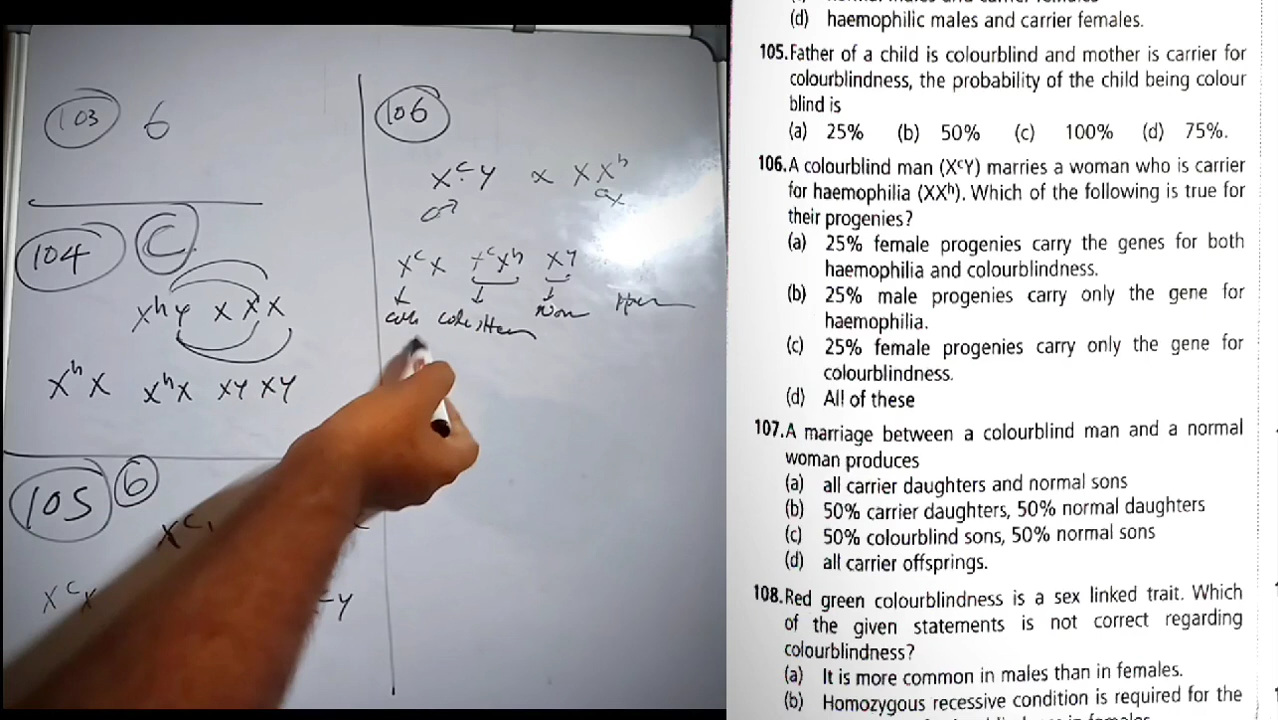 103 6
104 C
XʰY X XX
XʰX XʰX XY XY
105 6
Xᶜ
XᶜX
Y
106
XᶜY x XXʰ
XᶜX XᶜXʰ XY
(d) haemophilic males and carrier females.
105. Father of a child is colourblind and mother is carrier for
colourblindness, the probability of the child being colour
blind is
(a) 25% (b) 50% (c) 100% (d) 75%.
106. A colourblind man (XᶜY) marries a woman who is carrier
for haemophilia (XXʰ). Which of the following is true for
their progenies?
(a) 25% female progenies carry the genes for both
haemophilia and colourblindness.
(b) 25% male progenies carry only the gene for
haemophilia.
(c) 25% female progenies carry only the gene for
colourblindness.
(d) All of these
107. A marriage between a colourblind man and a normal
woman produces
(a) all carrier daughters and normal sons
(b) 50% carrier daughters, 50% normal daughters
(c) 50% colourblind sons, 50% normal sons
(d) all carrier offsprings.
108. Red green colourblindness is a sex linked trait. Which
of the given statements is not correct regarding
colourblindness?
(a) It is more common in males than in females.
(b) Homozygous recessive condition is required for the